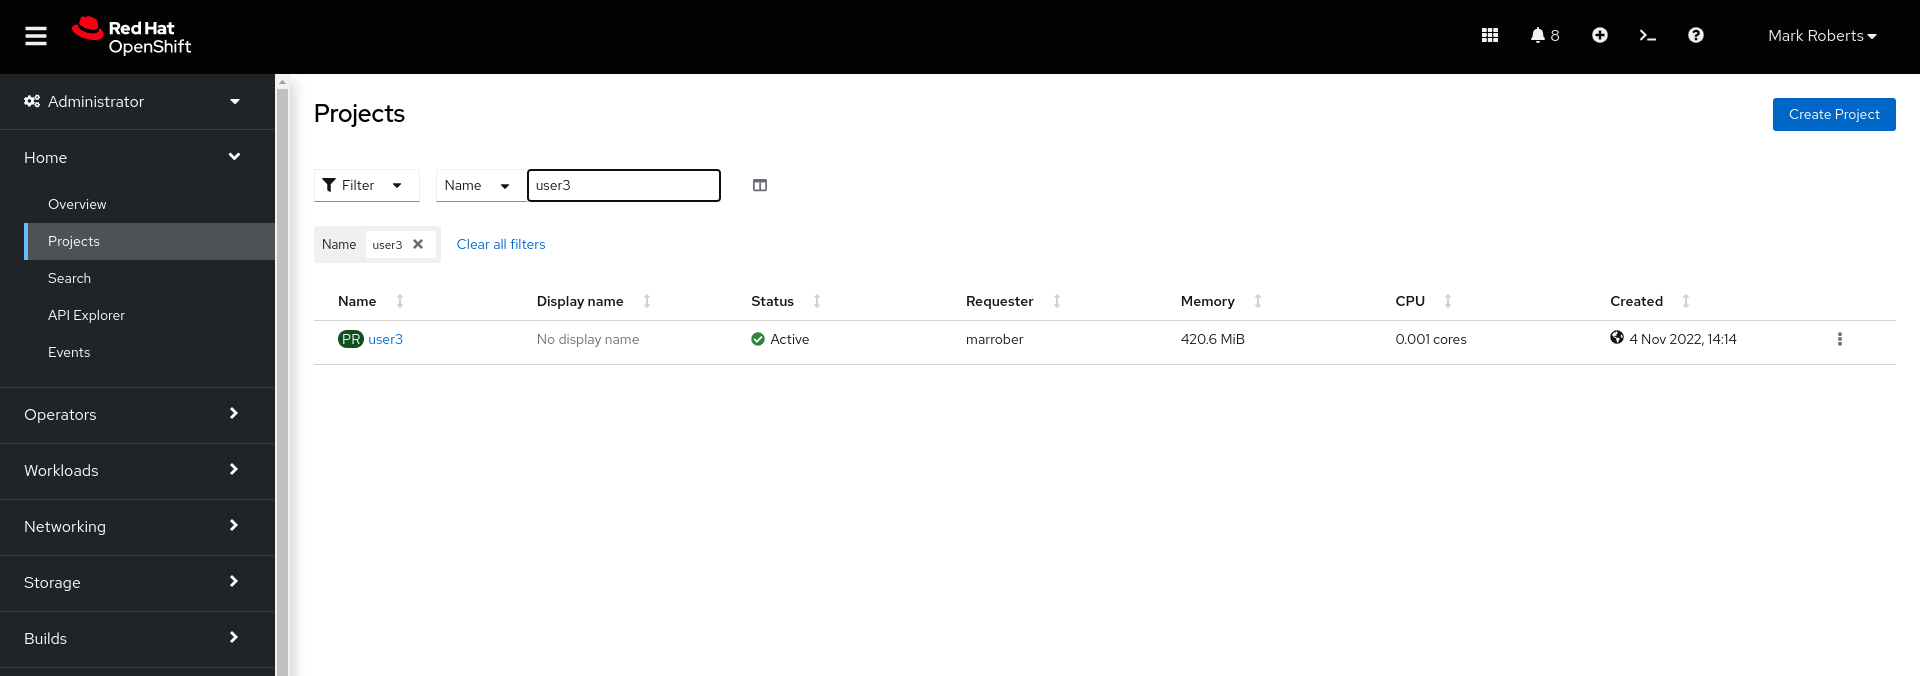 Red Hat
OpenShift
8
Mark Roberts
Administrator
Home
Overview
Projects
Search
API Explorer
Events
Operators
Workloads
Networking
Storage
Builds
Projects
Create Project
Filter
Name
user3
Name user3
Clear all filters
Name Display name Status Requester Memory CPU Created
PR user3 No display name Active marrober 420.6 MiB 0.001 cores 4 Nov 2022, 14:14